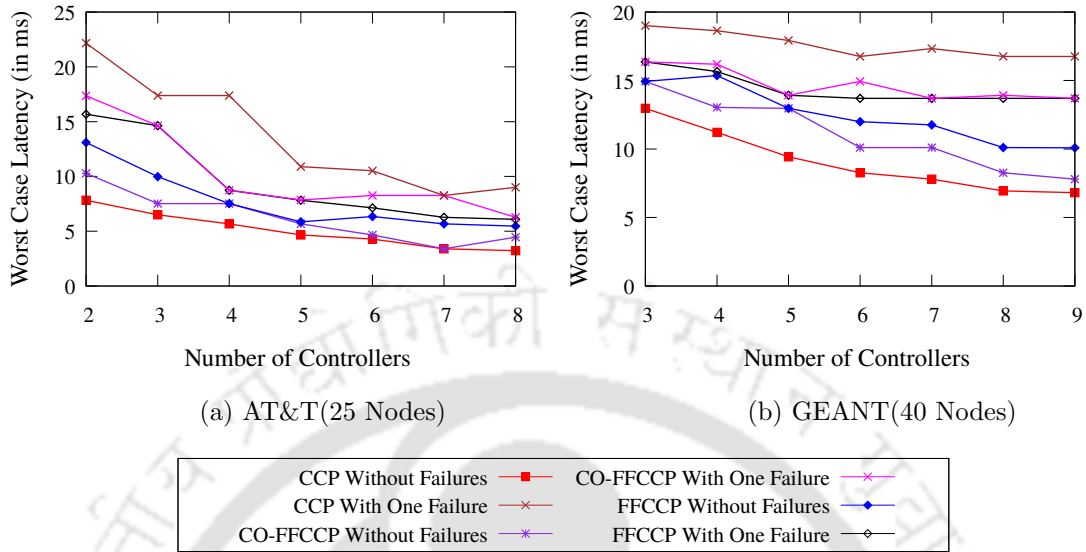 Worst Case Latency (in ms)
25
20
15
10
5
0
2 3 4 5 6 7 8
Number of Controllers
(a) AT&T(25 Nodes)
Worst Case Latency (in ms)
20
15
10
5
0
3 4 5 6 7 8 9
Number of Controllers
(b) GEANT(40 Nodes)
CCP Without Failures
CCP With One Failure
CO-FFCCP Without Failures
CO-FFCCP With One Failure
FFCCP Without Failures
FFCCP With One Failure